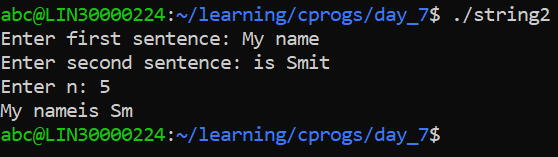 abc@LIN30000224:~/learning/cprogs/day_7$ ./string2
Enter first sentence: My name
Enter second sentence: is Smit
Enter n: 5
My nameis Sm
abc@LIN30000224:~/learning/cprogs/day_7$